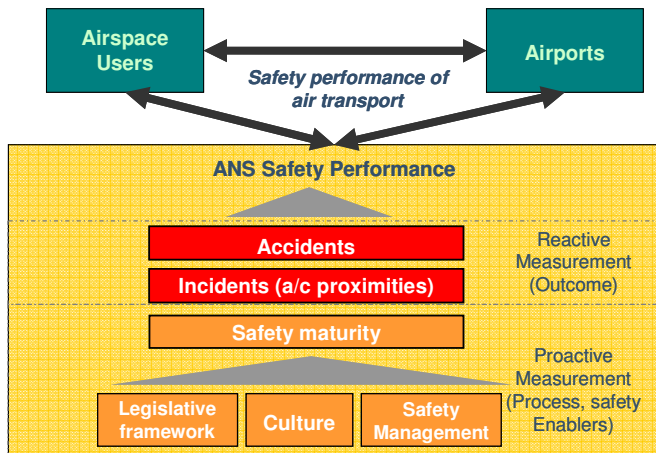 Airspace
Users
Airports
Safety performance of
air transport
ANS Safety Performance
Accidents
Incidents (a/c proximities)
Reactive
Measurement
(Outcome)
Safety maturity
Proactive
Measurement
(Process, safety
Enablers)
Legislative
framework
Culture
Safety
Management